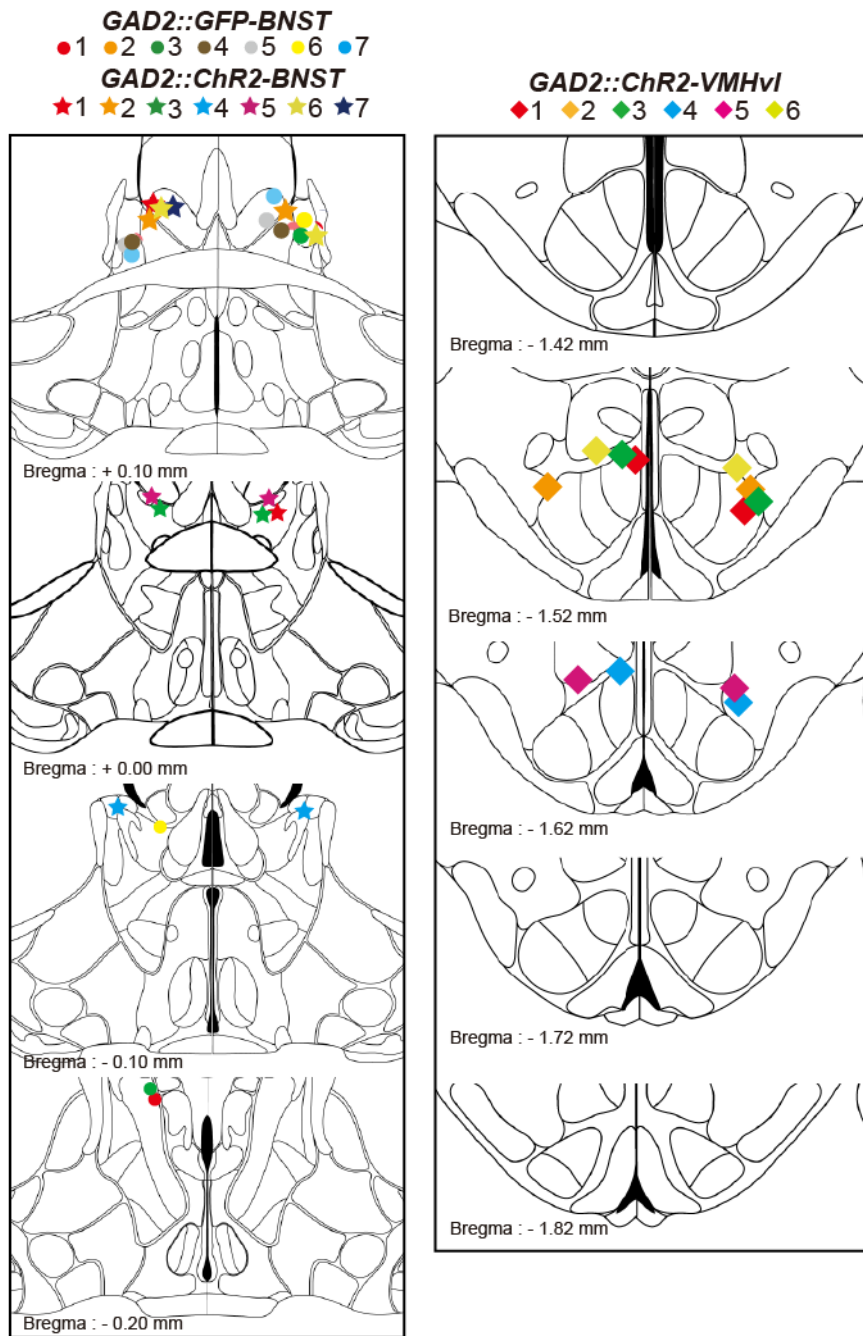 GAD2::GFP-BNST
1 2 3 4 5 6 7
GAD2::ChR2-BNST
1 2 3 4 5 6 7
Bregma : + 0.10 mm
Bregma : + 0.00 mm
Bregma : - 0.10 mm
Bregma : - 0.20 mm
GAD2::ChR2-VMHvl
1 2 3 4 5 6
Bregma : - 1.42 mm
Bregma : - 1.52 mm
Bregma : - 1.62 mm
Bregma : - 1.72 mm
Bregma : - 1.82 mm